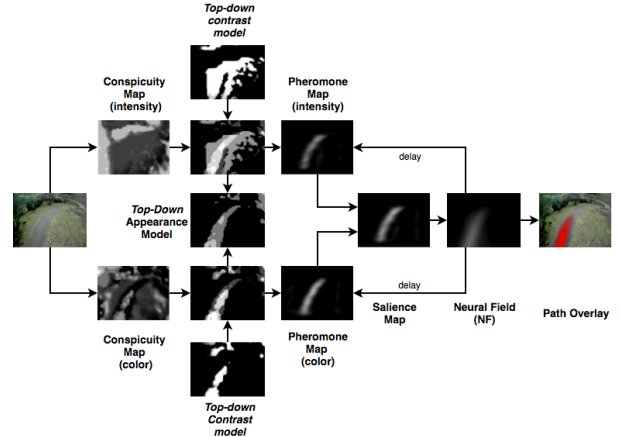 Top-down
contrast
model
Conspicuity
Map
(intensity)
Pheromone
Map
(intensity)
delay
Top-Down
Appearance
Model
delay
Salience
Map
Neural Field
(NF)
Path Overlay
Conspicuity
Map
(color)
Pheromone
Map
(color)
Top-down
Contrast
model